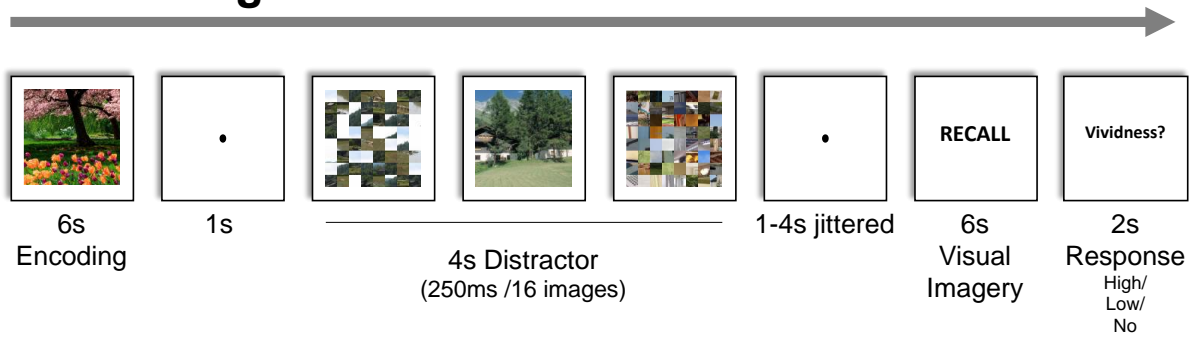 RECALL
Vividness?
6s
Encoding
1s
4s Distractor
(250ms /16 images)
1-4s jittered
6s
Visual
Imagery
2s
Response
High/
Low/
No